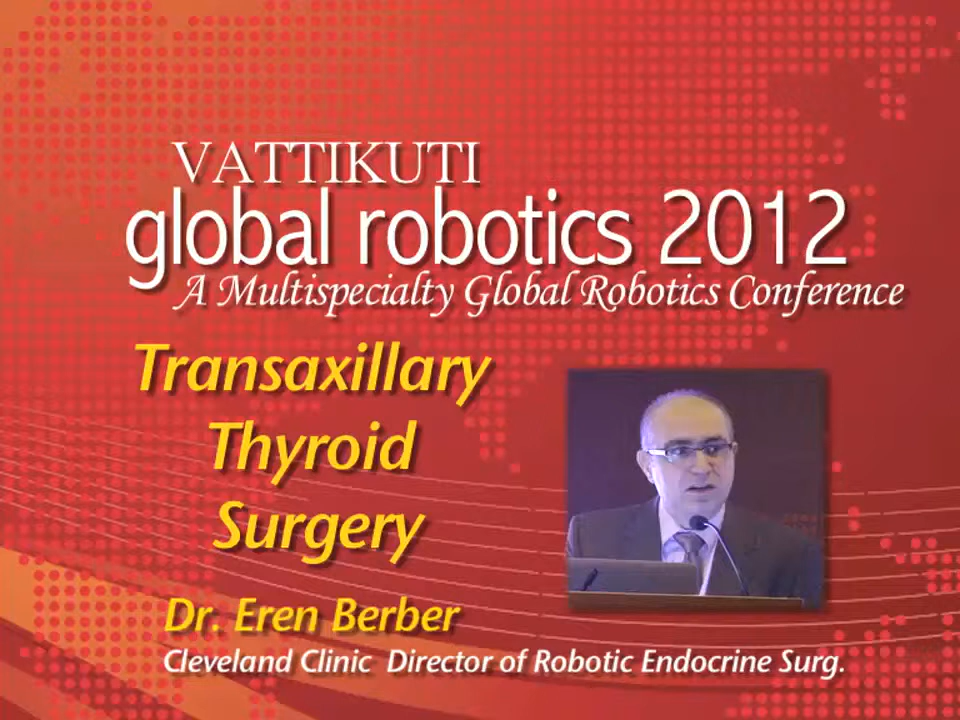 VATTIKUTI
global robotics 2012
A Multispecialty Global Robotics Conference
Transaxillary
Thyroid
Surgery
Dr. Eren Berber
Cleveland Clinic Director of Robotic Endocrine Surg.